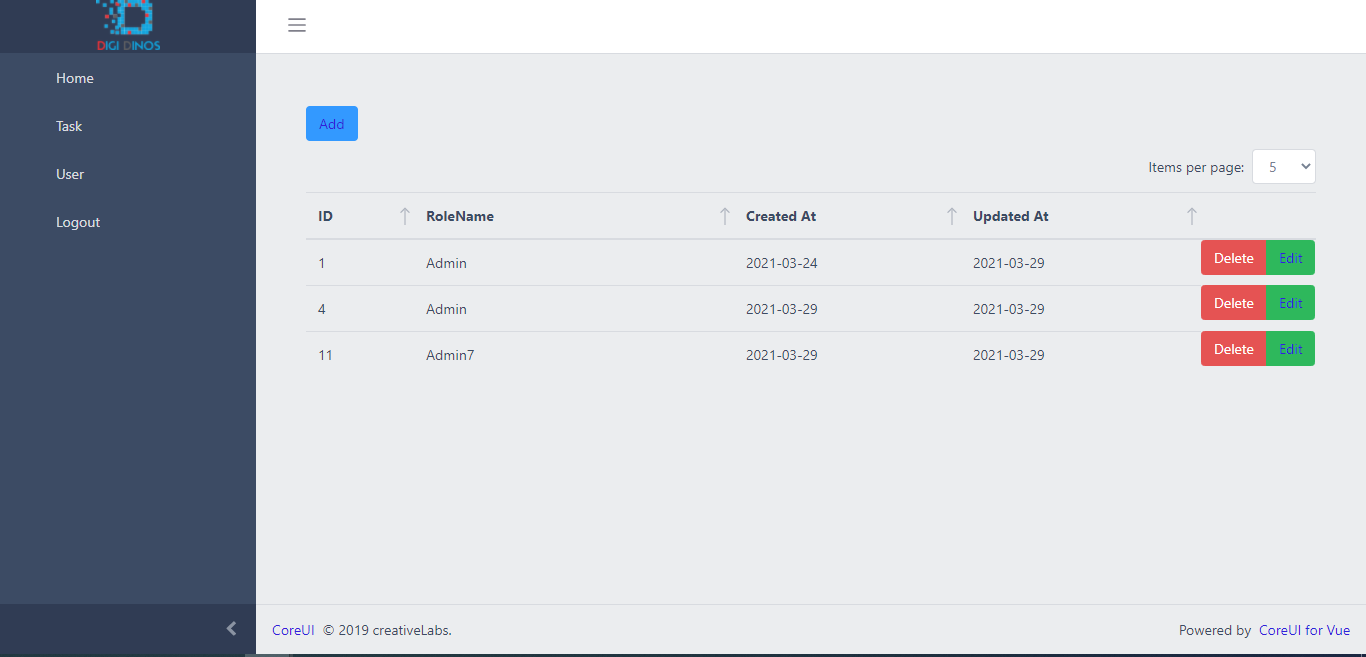 DIGI DINOS
Home
Task
User
Logout
Add
Items per page: 5
ID RoleName Created At Updated At
1 Admin 2021-03-24 2021-03-29 Delete Edit
4 Admin 2021-03-29 2021-03-29 Delete Edit
11 Admin7 2021-03-29 2021-03-29 Delete Edit
CoreUI © 2019 creativeLabs. Powered by CoreUI for Vue